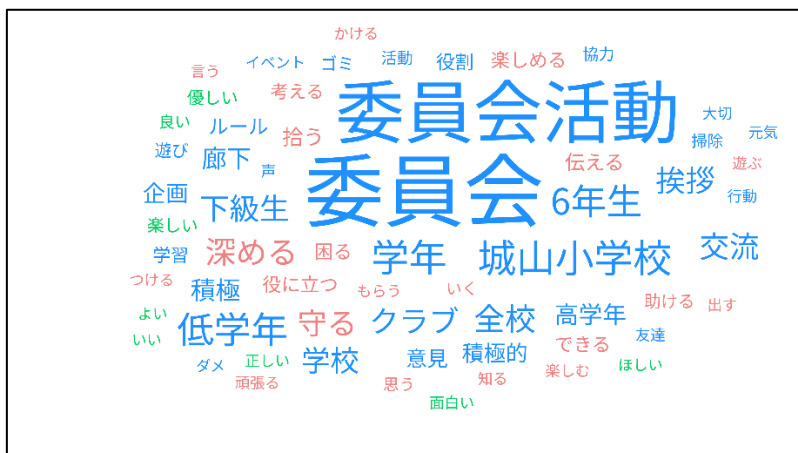 かける
イベント ゴミ 活動 役割 楽しめる 協力
言う
優しい 考える 委員会活動 大切
良い ルール 拾う 掃除 元気
遊び 廊下 声 委員会 伝える 挨拶 遊ぶ
企画 下級生 6年生 行動
楽しい
学習 深める 困る 学年 城山小学校 交流
つける 積極 役に立つ もらう いく 助ける 出す
よい 低学年 守る クラブ 全校 高学年 友達
いい ダメ 正しい 学校 意見 積極的 できる ほしい
頑張る 思う 知る 楽しむ
面白い